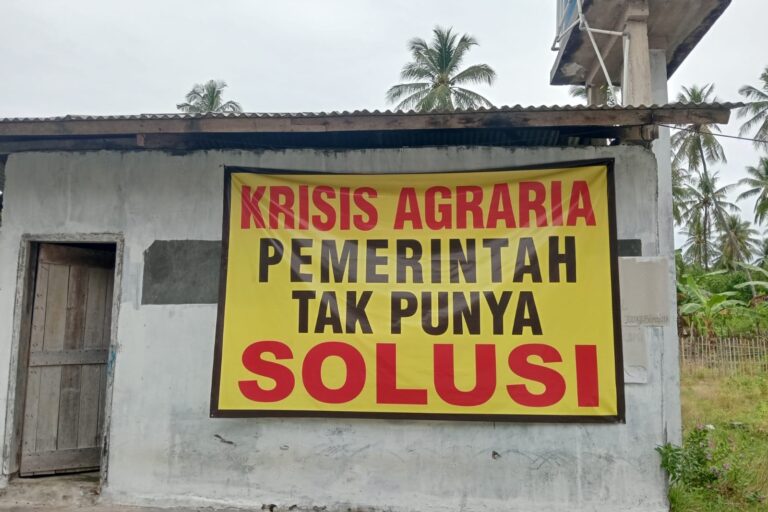 KRISIS AGRARIA
PEMERINTAH
TAK PUNYA
SOLUSI